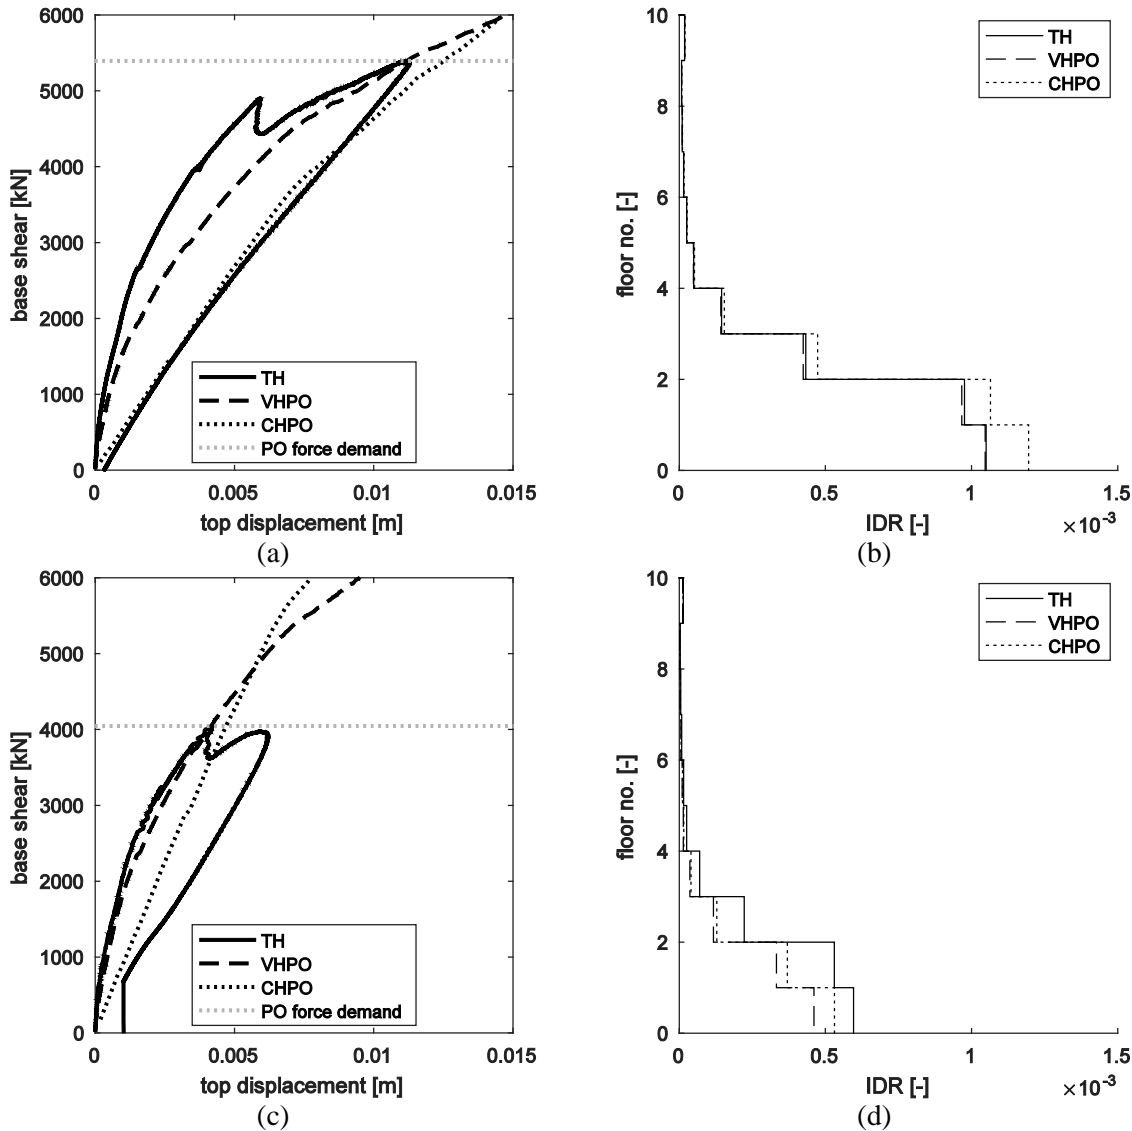 6000
5000
4000
3000
2000
1000
0
base shear [kN]
TH
VHPO
CHPO
PO force demand
0 0.005 0.01 0.015
top displacement [m]
(a)
10
8
6
4
2
0
floor no. [-]
TH
VHPO
CHPO
0 0.5 1 1.5
IDR [-]
×10-3
(b)
6000
5000
4000
3000
2000
1000
0
base shear [kN]
TH
VHPO
CHPO
PO force demand
0 0.005 0.01 0.015
top displacement [m]
(c)
10
8
6
4
2
0
floor no. [-]
TH
VHPO
CHPO
0 0.5 1 1.5
IDR [-]
×10-3
(d)